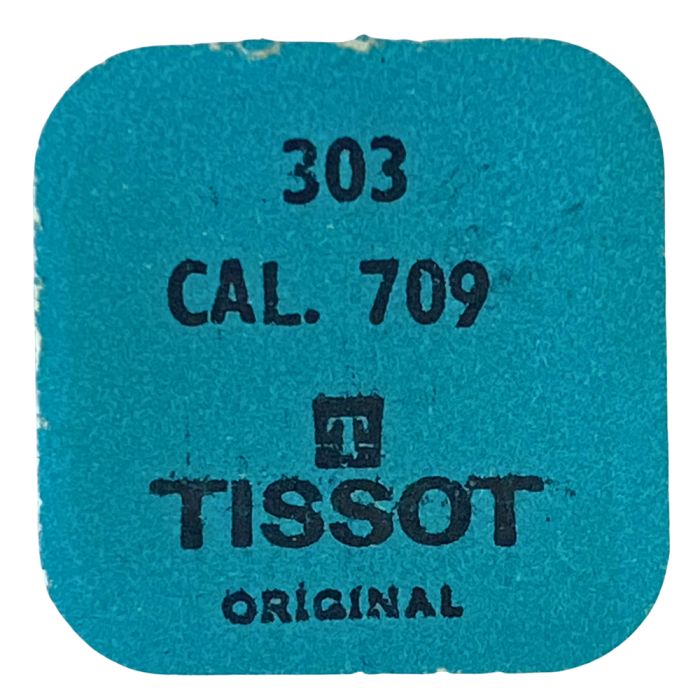 303
CAL. 709
T
TISSOT
ORIGINAL